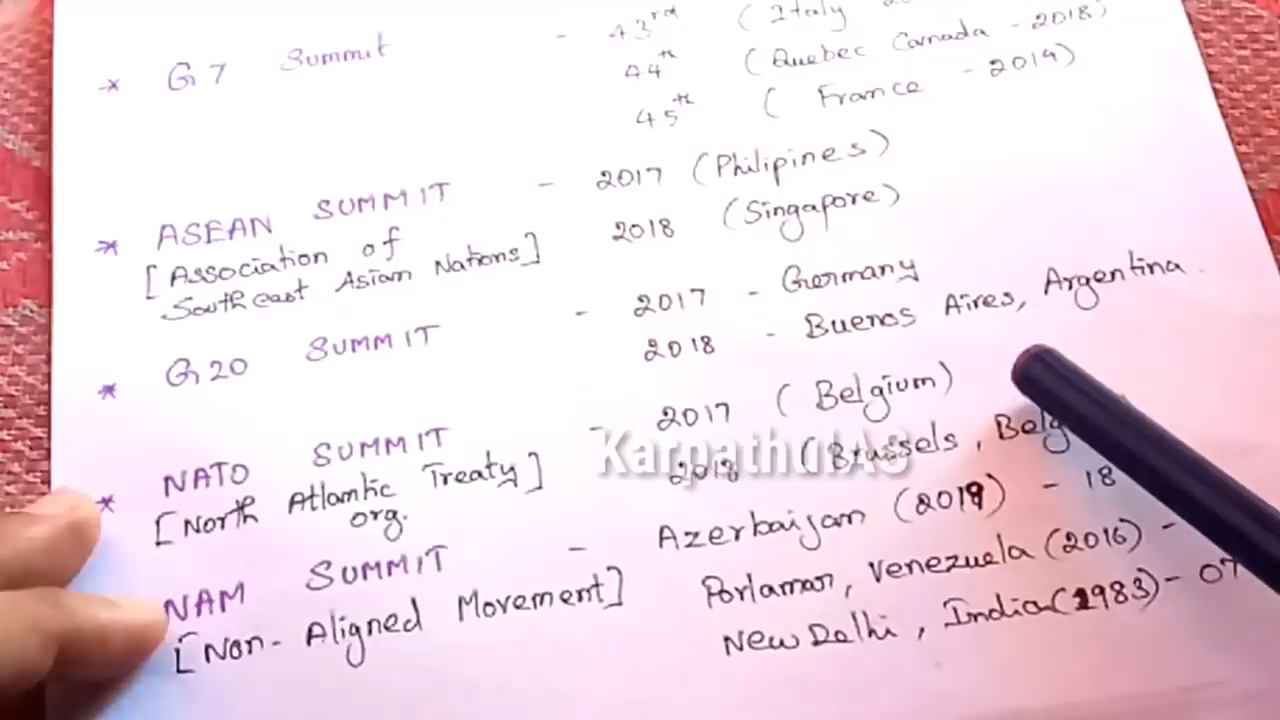 43rd (Italy
* G7 Summit - 44th (Quebec Canada - 2018)
45th ( France - 2019)
* ASEAN SUMMIT - 2017 (Philipines)
[Association of 2018 (Singapore)
South east Asian Nations]
* G20 SUMMIT - 2017 - Germany
2018 - Buenos Aires, Argentina
* NATO SUMMIT - 2017 ( Belgium)
[North Atlantic Treaty 2018 ( Brussels,
org.]
NAM SUMMIT - Azerbaijan (2019) - 18
[Non-Aligned Movement] Porlamar, Venezuela (2016) -
New Delhi, India (1983) - 07
KarpathuIAS